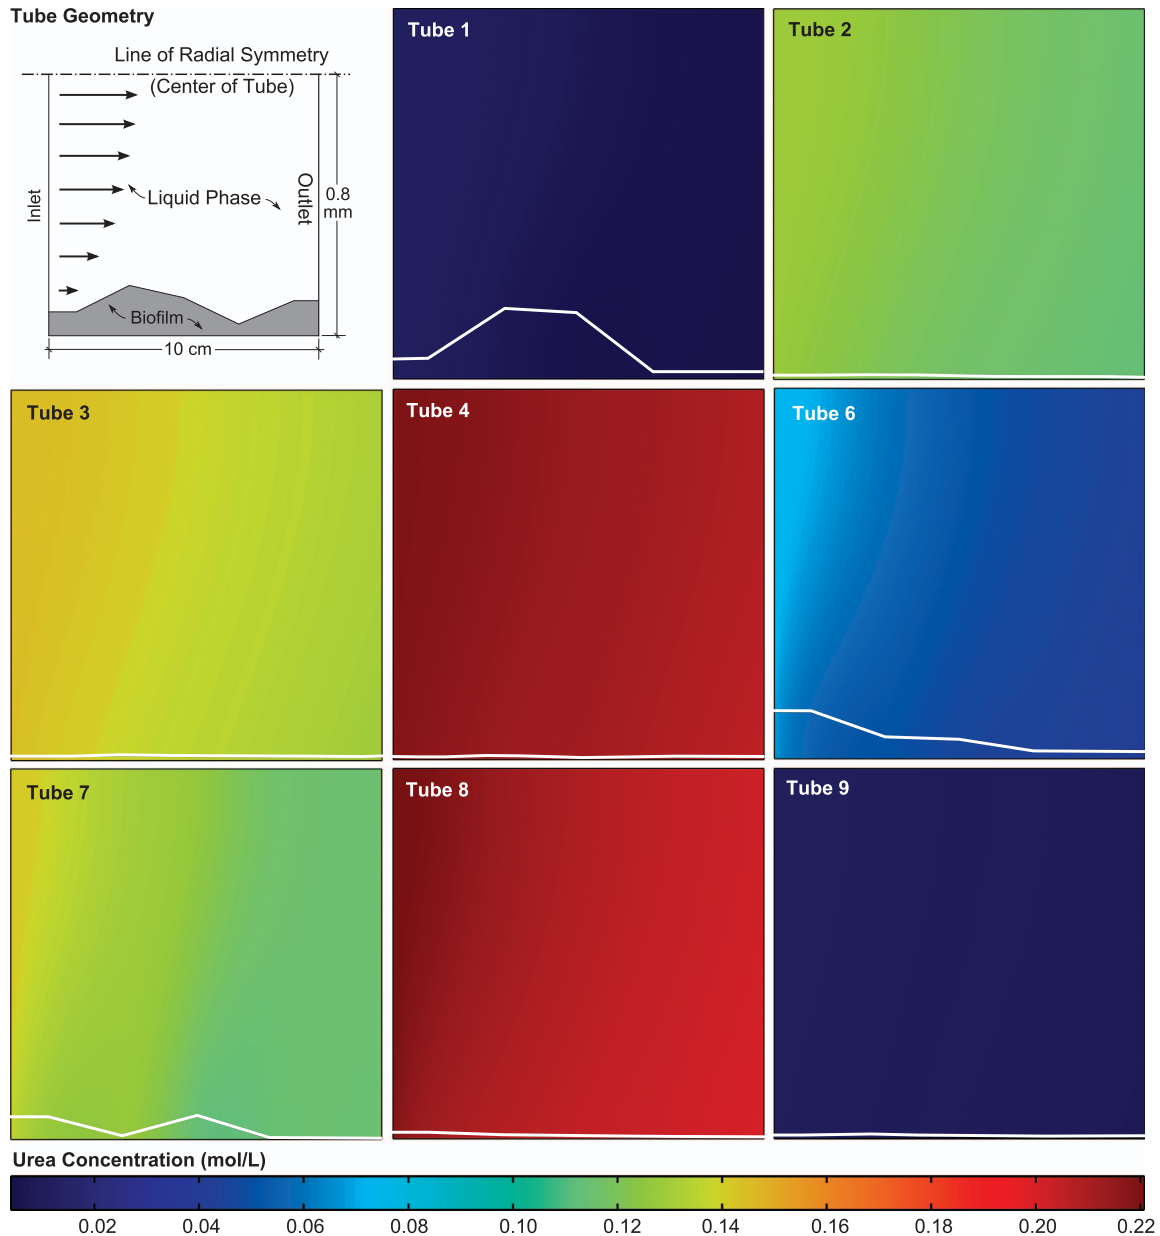 Tube Geometry
Line of Radial Symmetry
(Center of Tube)
Inlet
Liquid Phase
Outlet
0.8
mm
Biofilm
10 cm
Tube 1
Tube 2
Tube 3
Tube 4
Tube 6
Tube 7
Tube 8
Tube 9
Urea Concentration (mol/L)
0.02 0.04 0.06 0.08 0.10 0.12 0.14 0.16 0.18 0.20 0.22